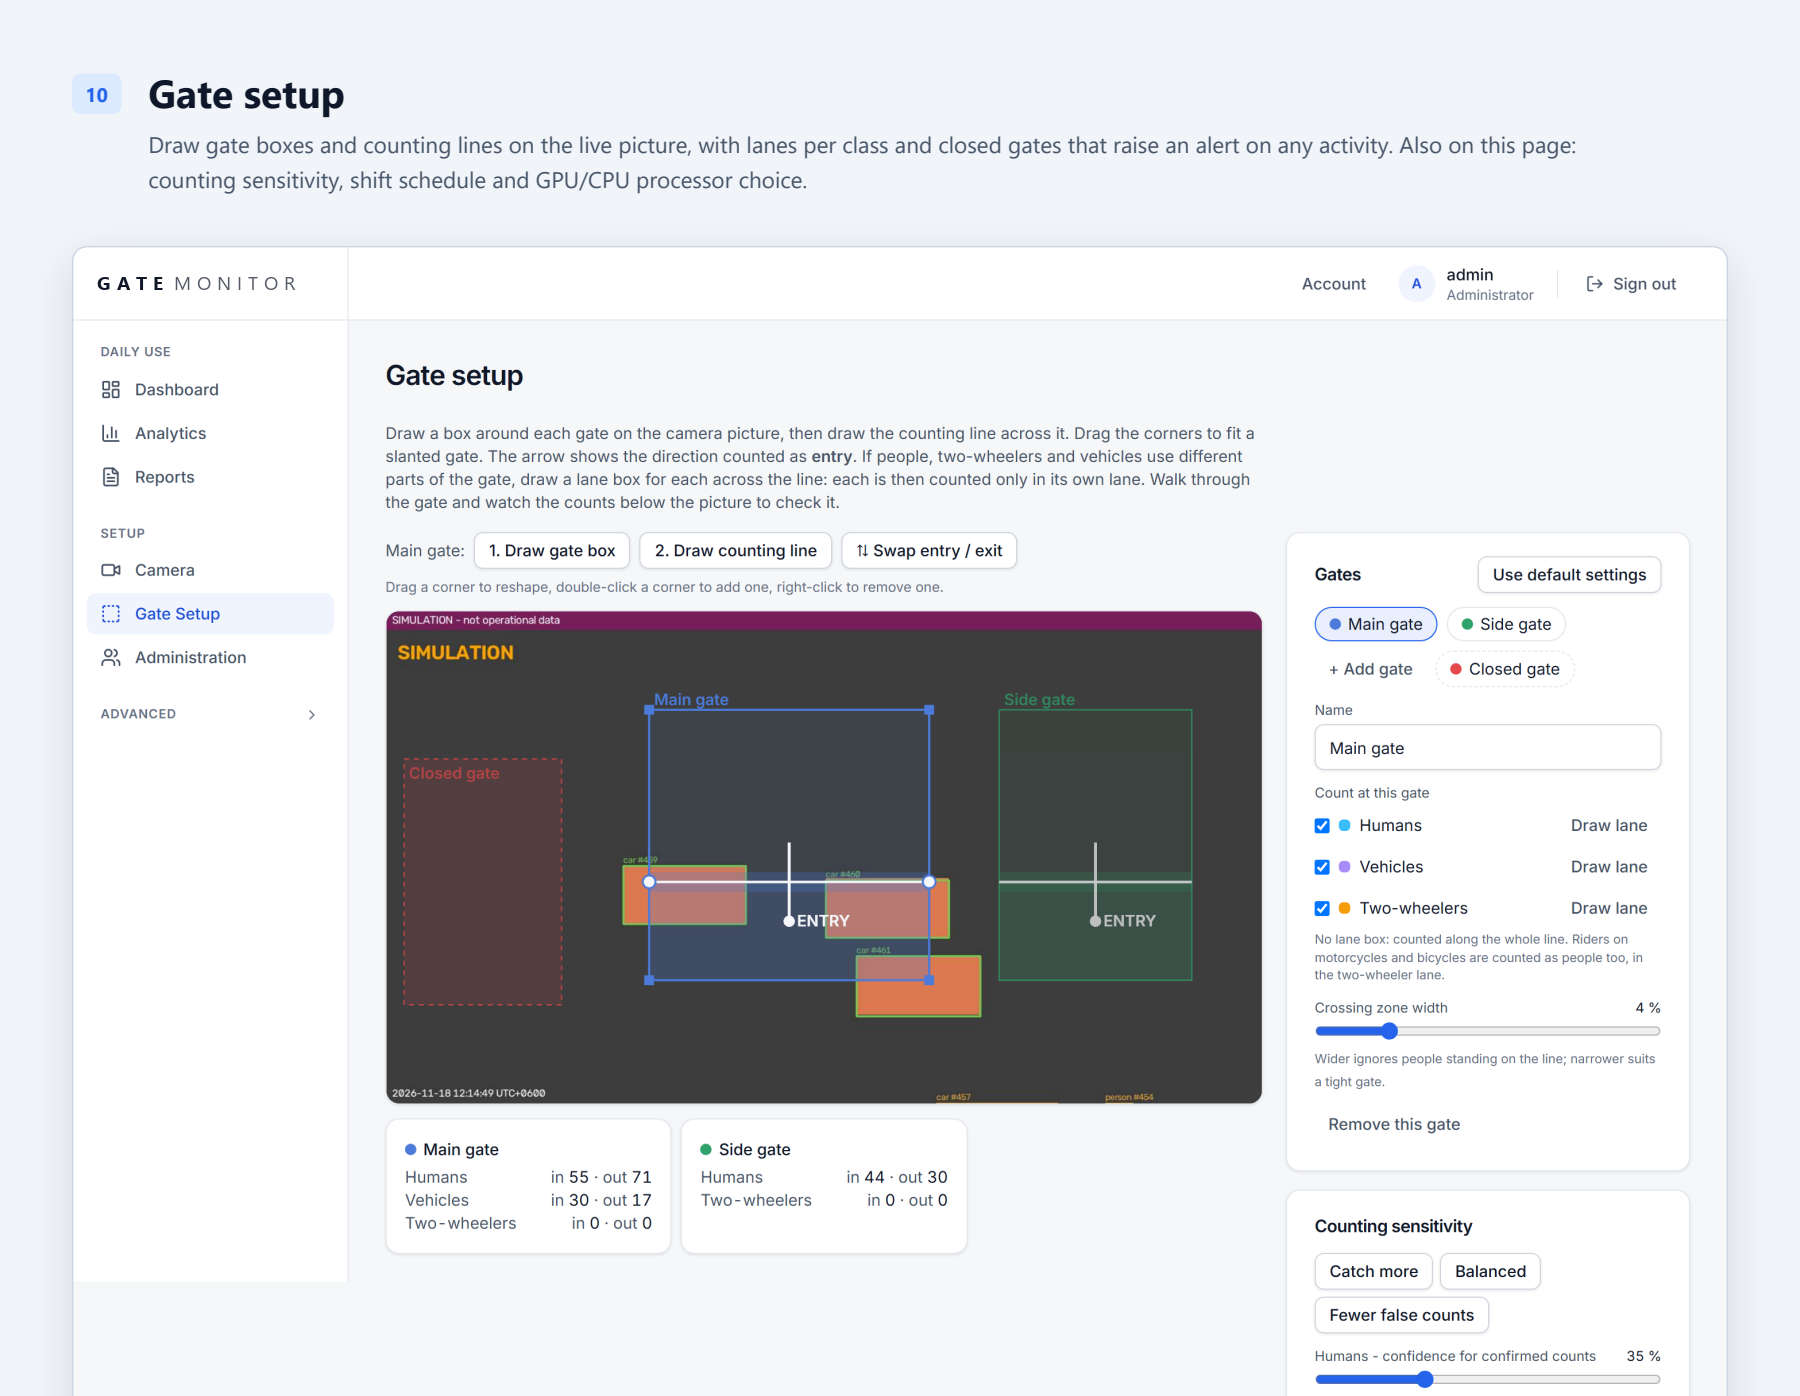 10
Gate setup
Draw gate boxes and counting lines on the live picture, with lanes per class and closed gates that raise an alert on any activity. Also on this page:
counting sensitivity, shift schedule and GPU/CPU processor choice.
GATE MONITOR
Account
A
admin
Administrator
Sign out
DAILY USE
Dashboard
Analytics
Reports
SETUP
Camera
Gate Setup
Administration
ADVANCED
Gate setup
Draw a box around each gate on the camera picture, then draw the counting line across it. Drag the corners to fit a
slanted gate. The arrow shows the direction counted as entry. If people, two-wheelers and vehicles use different
parts of the gate, draw a lane box for each across the line: each is then counted only in its own lane. Walk through
the gate and watch the counts below the picture to check it.
Main gate: 1. Draw gate box 2. Draw counting line ⇅ Swap entry / exit
Drag a corner to reshape, double-click a corner to add one, right-click to remove one.
SIMULATION - not operational data
SIMULATION
Main gate
Side gate
Closed gate
car #459
car #460
ENTRY
ENTRY
car #461
2026-11-18 12:14:49 UTC+0600
car #457
person #454
Main gate
Humans in 55 · out 71
Vehicles in 30 · out 17
Two-wheelers in 0 · out 0
Side gate
Humans in 44 · out 30
Two-wheelers in 0 · out 0
Gates
Use default settings
Main gate
Side gate
+ Add gate
Closed gate
Name
Main gate
Count at this gate
Humans Draw lane
Vehicles Draw lane
Two-wheelers Draw lane
No lane box: counted along the whole line. Riders on
motorcycles and bicycles are counted as people too, in
the two-wheeler lane.
Crossing zone width 4 %
Wider ignores people standing on the line; narrower suits
a tight gate.
Remove this gate
Counting sensitivity
Catch more
Balanced
Fewer false counts
Humans - confidence for confirmed counts 35 %